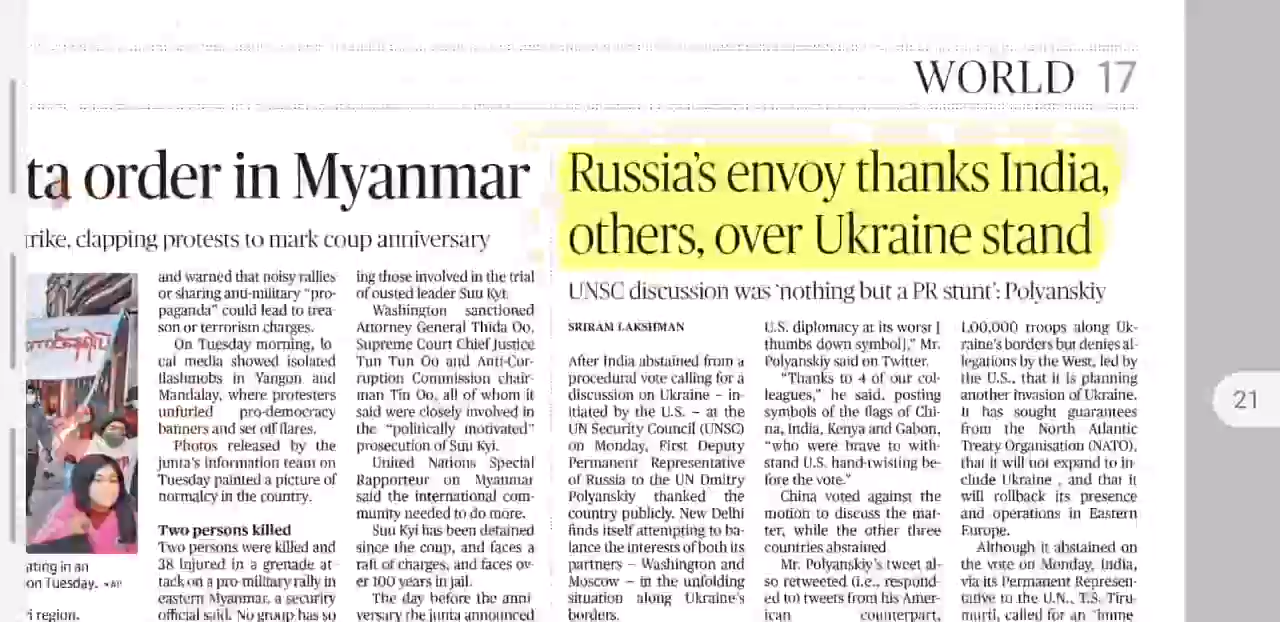 WORLD 17
ta order in Myanmar
rike, clapping protests to mark coup anniversary
ating in an
on Tuesday. •AP
i region.
and warned that noisy rallies
or sharing anti-military “pro-
paganda” could lead to trea-
son or terrorism charges.
On Tuesday morning, lo
cal media showed isolated
flashmobs in Yangon and
Mandalay, where protesters
unfurled pro-democracy
banners and set off flares.
Photos released by the
junta’s information team on
Tuesday painted a picture of
normalcy in the country.
Two persons killed
Two persons were killed and
38 injured in a grenade at
tack on a pro-military rally in
eastern Myanmar, a security
official said. No group has so
ing those involved in the trial
of ousted leader Suu Kyi.
Washington sanctioned
Attorney General Thida Oo,
Supreme Court Chief Justice
Tun Tun Oo and Anti-Cor-
ruption Commission chair-
man Tin Oo, all of whom it
said were closely involved in
the “politically motivated”
prosecution of Suu Kyi.
United Nations Special
Rapporteur on Myanmar
said the international com-
munity needed to do more.
Suu Kyi has been detained
since the coup, and faces a
raft of charges, and faces ov-
er 100 years in jail.
The day before the anni
versary the junta announced
Russia’s envoy thanks India,
others, over Ukraine stand
UNSC discussion was ‘nothing but a PR stunt’: Polyanskiy
SRIRAM LAKSHMAN
After India abstained from a
procedural vote calling for a
discussion on Ukraine – in-
itiated by the U.S. – at the
UN Security Council (UNSC)
on Monday, First Deputy
Permanent Representative
of Russia to the UN Dmitry
Polyanskiy thanked the
country publicly. New Delhi
finds itself attempting to ba-
lance the interests of both its
partners – Washington and
Moscow – in the unfolding
situation along Ukraine’s
borders.
U.S. diplomacy at its worst [
thumbs down symbol],” Mr.
Polyanskiy said on Twitter.
“Thanks to 4 of our col-
leagues,” he said, posting
symbols of the flags of Chi-
na, India, Kenya and Gabon,
“who were brave to with-
stand U.S. hand-twisting be-
fore the vote.”
China voted against the
motion to discuss the mat-
ter, while the other three
countries abstained
Mr. Polyanskiy’s tweet al-
so retweeted (i.e., respond-
ed to) tweets from his Amer-
ican counterpart,
1,00,000 troops along Uk-
raine’s borders but denies al-
legations by the West, led by
the U.S., that it is planning
another invasion of Ukraine.
It has sought guarantees
from the North Atlantic
Treaty Organisation (NATO),
that it will not expand to in-
clude Ukraine , and that it
will rollback its presence
and operations in Eastern
Europe.
Although it abstained on
the vote on Monday, India,
via its Permanent Represen-
tative to the U.N., T.S. Tiru-
murti, called for an “imme
21